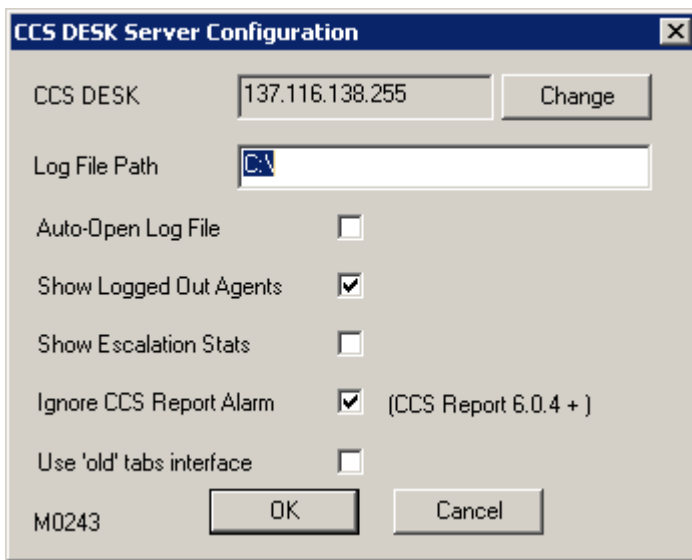 CCS DESK Server Configuration
CCS DESK 137.116.138.255 Change
Log File Path C:\
Auto-Open Log File
Show Logged Out Agents
Show Escalation Stats
Ignore CCS Report Alarm (CCS Report 6.0.4 + )
Use 'old' tabs interface
M0243 OK Cancel